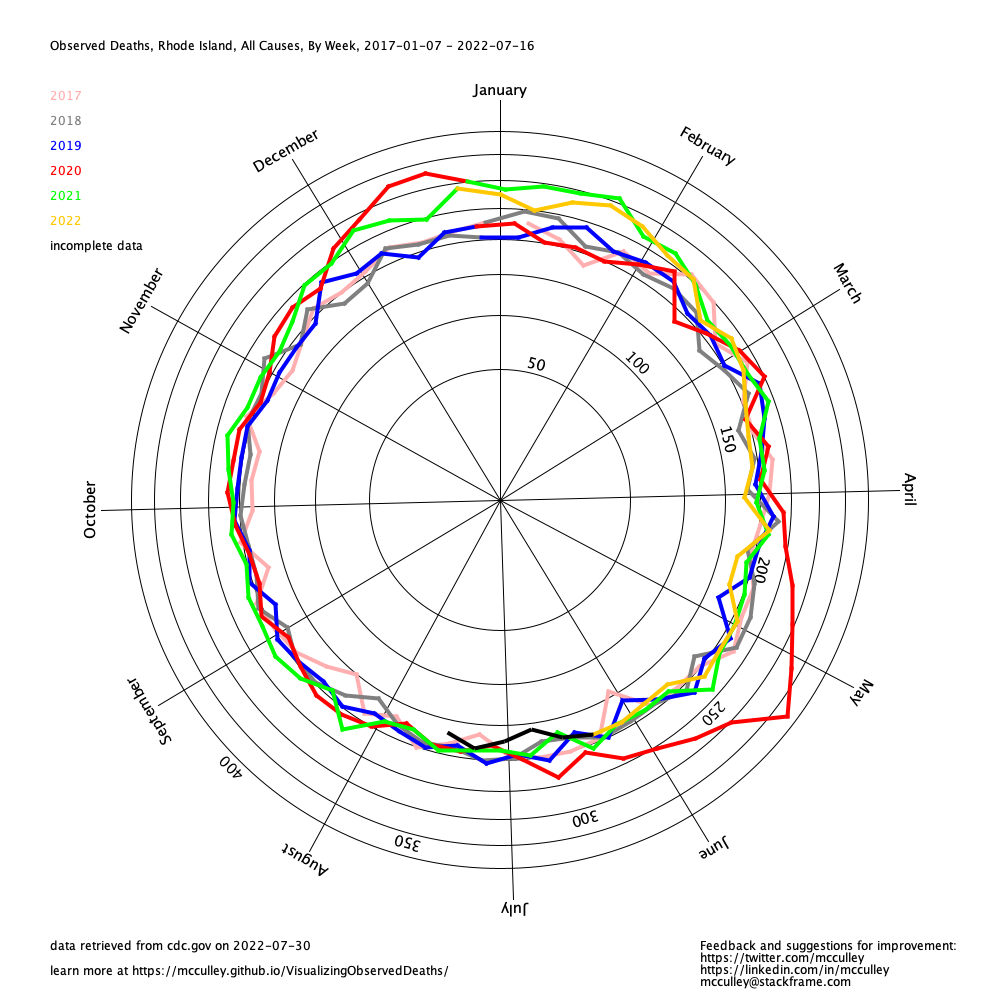 Observed Deaths, Rhode Island, All Causes, By Week, 2017-01-07 - 2022-07-16
2017
2018
2019
2020
2021
2022
incomplete data
January
February
March
April
May
June
July
August
September
October
November
December
50
100
150
200
250
300
350
400
data retrieved from cdc.gov on 2022-07-30
learn more at https://mcculley.github.io/VisualizingObservedDeaths/
Feedback and suggestions for improvement:
https://twitter.com/mcculley
https://linkedin.com/in/mcculley
mcculley@stackframe.com